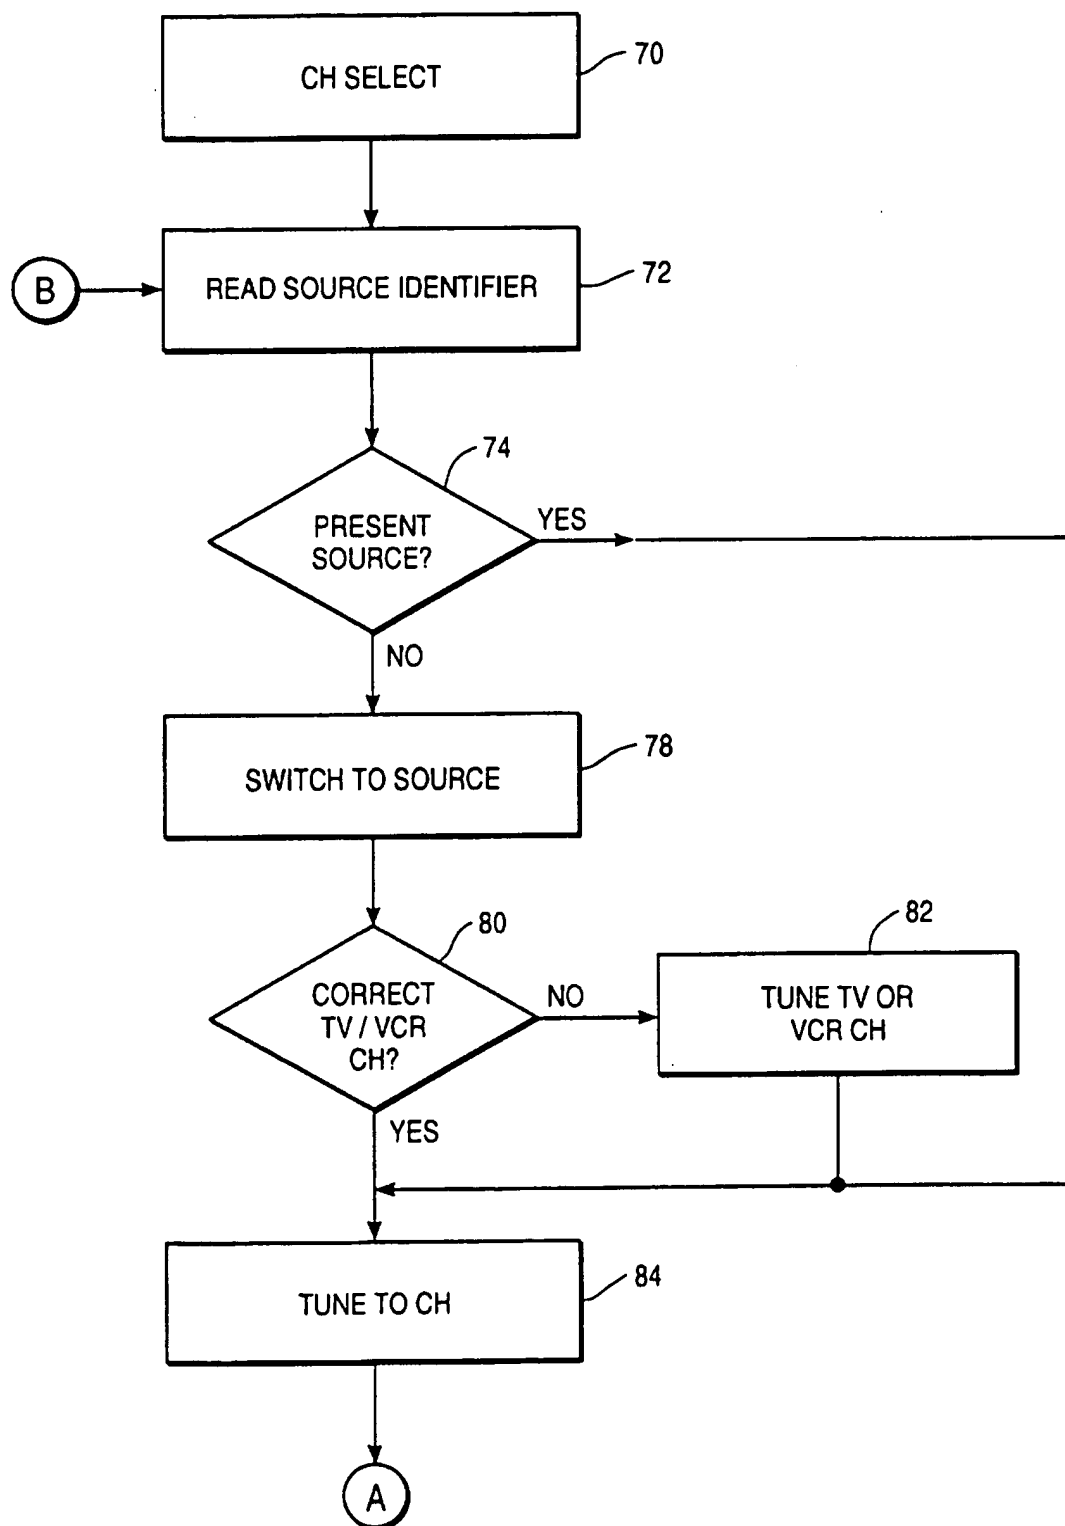 CH SELECT
70
B
READ SOURCE IDENTIFIER
72
74
PRESENT
SOURCE?
YES
NO
SWITCH TO SOURCE
78
80
CORRECT
TV / VCR
CH?
NO
82
TUNE TV OR
VCR CH
YES
TUNE TO CH
84
A